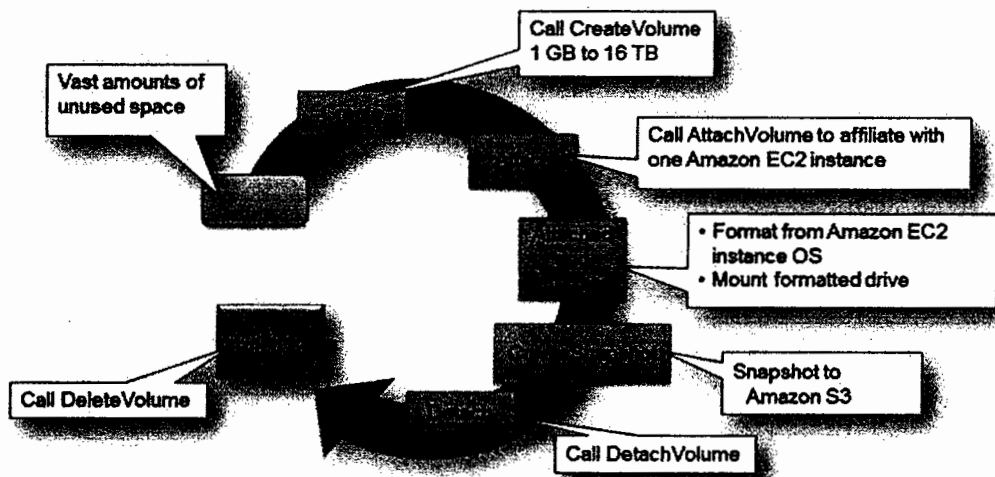 Vast amounts of
unused space
Call CreateVolume
1 GB to 16 TB
Call AttachVolume to affiliate with
one Amazon EC2 instance
• Format from Amazon EC2
instance OS
• Mount formatted drive
Snapshot to
Amazon S3
Call DetachVolume
Call DeleteVolume